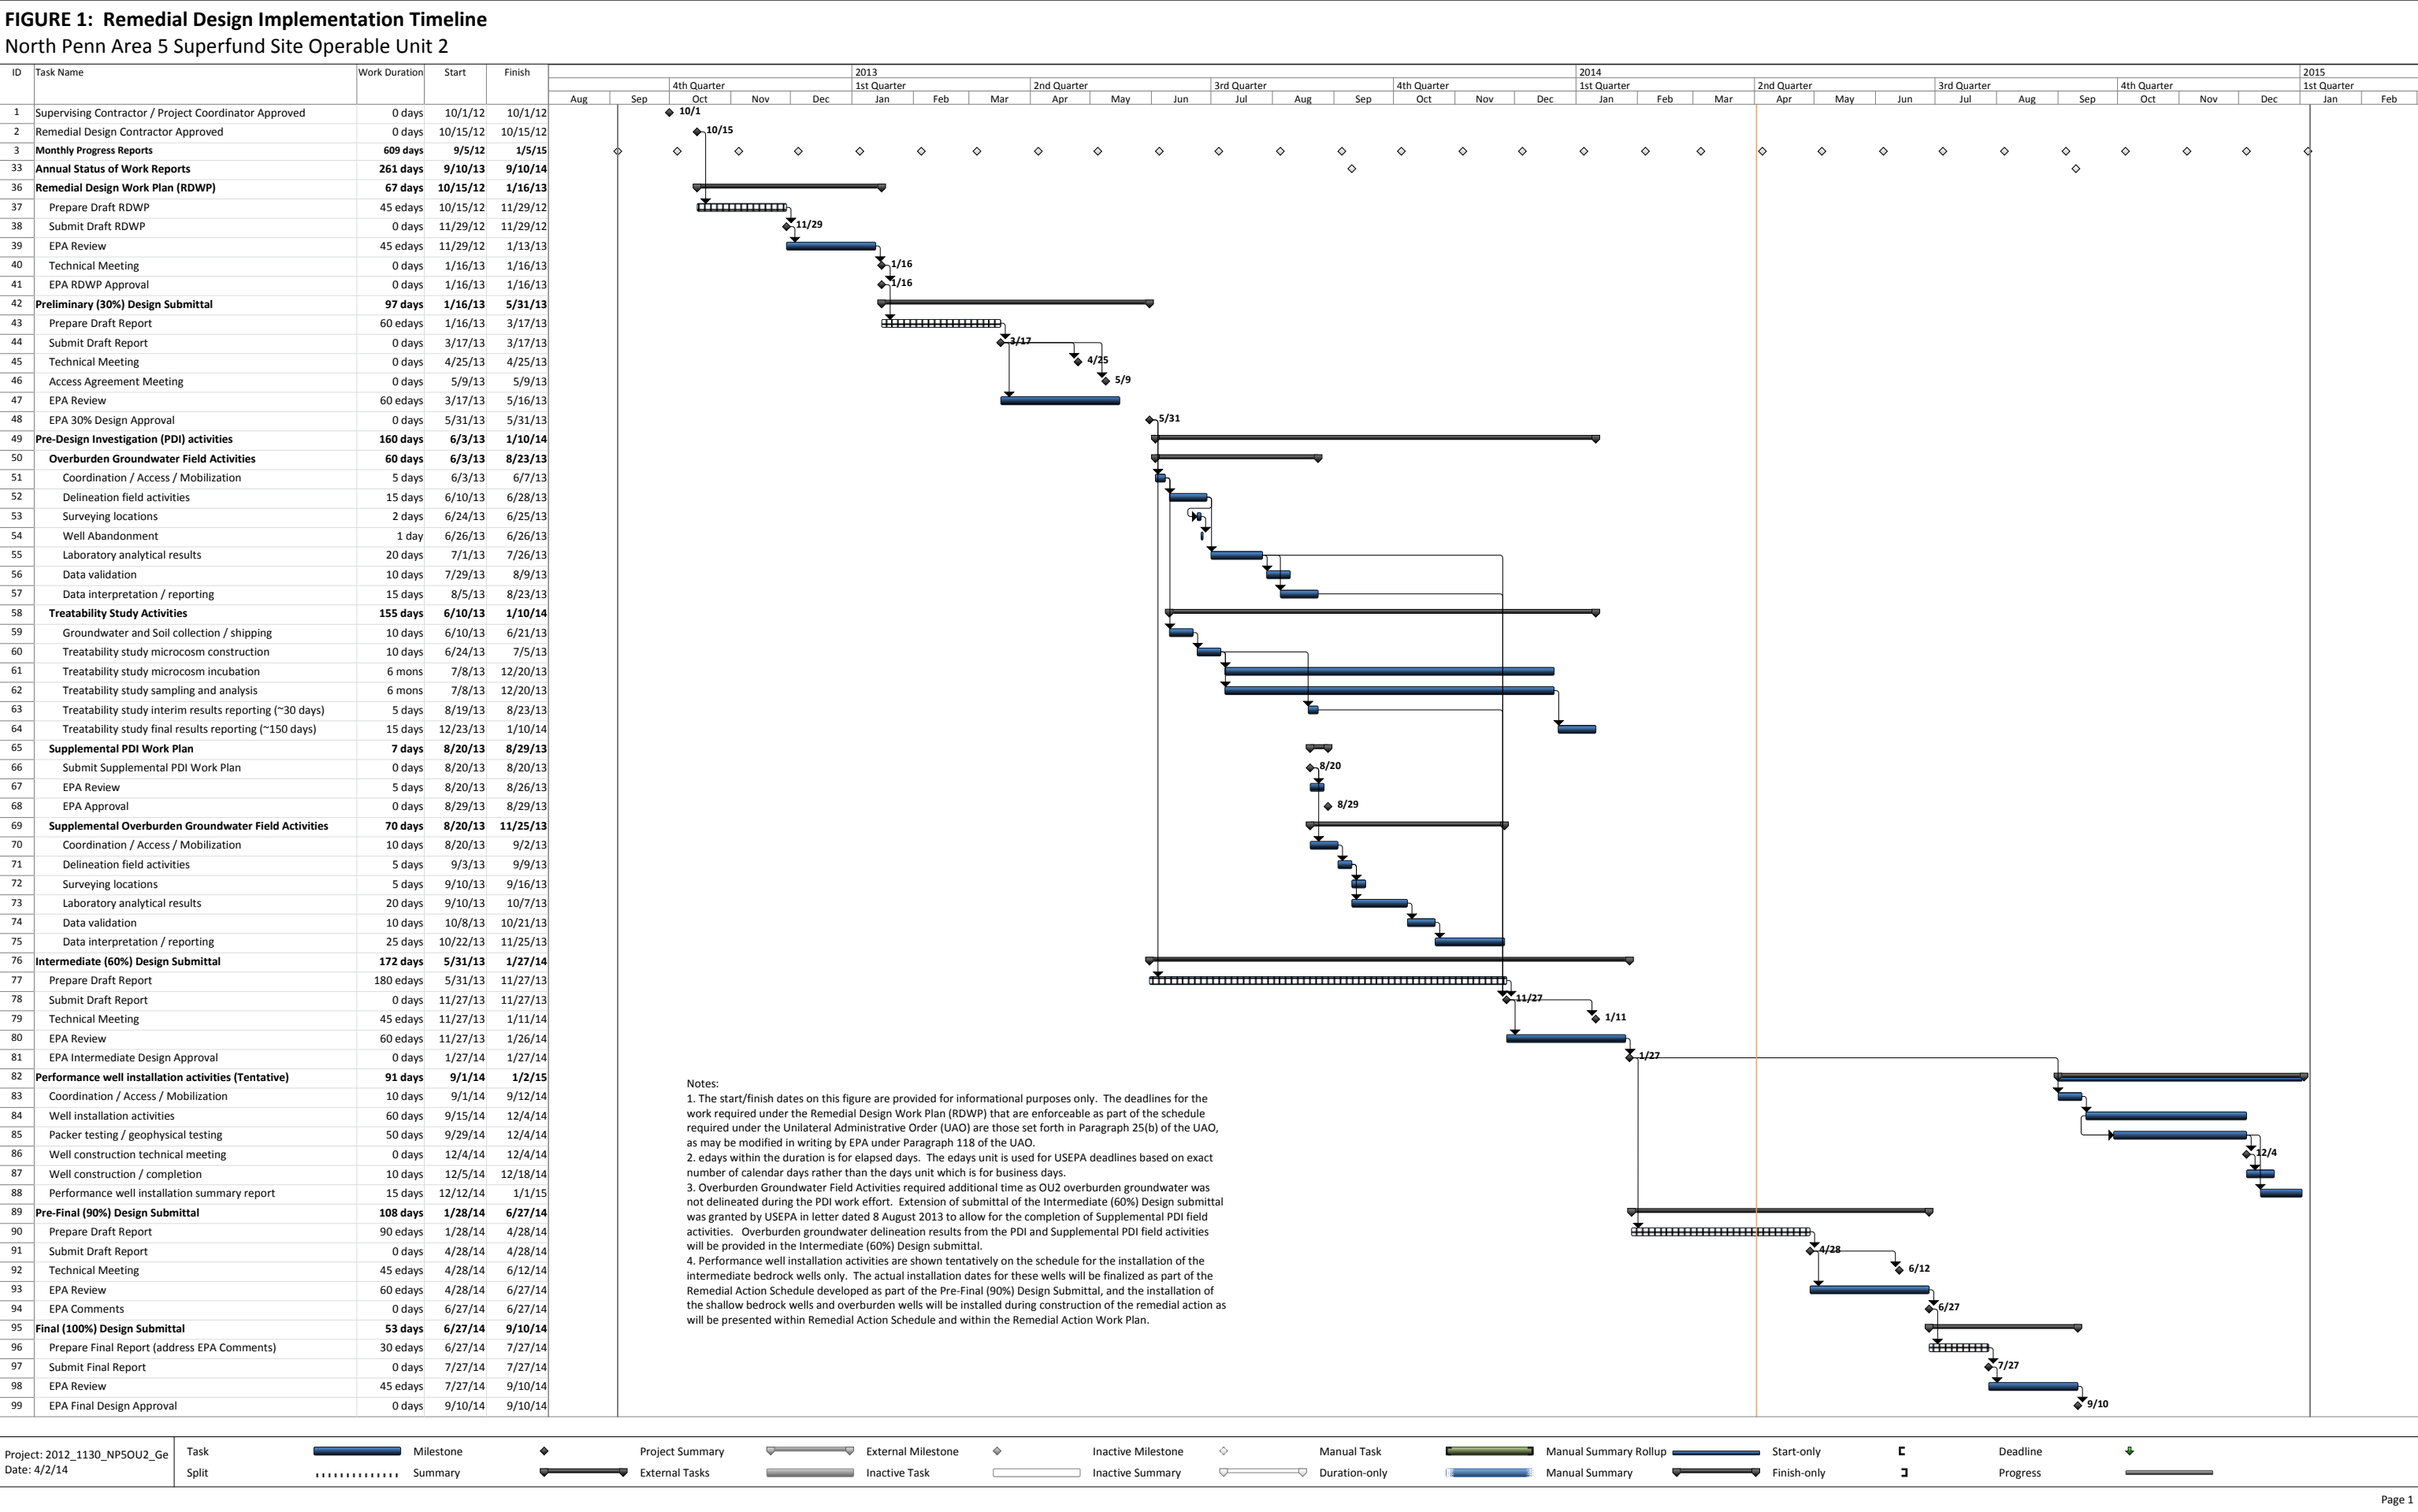 FIGURE 1: Remedial Design Implementation Timeline
North Penn Area 5 Superfund Site Operable Unit 2
ID Task Name Work Duration Start Finish
2013 2014 2015
4th Quarter 1st Quarter 2nd Quarter 3rd Quarter 4th Quarter 1st Quarter 2nd Quarter 3rd Quarter 4th Quarter 1st Quarter
Aug Sep Oct Nov Dec Jan Feb Mar Apr May Jun Jul Aug Sep Oct Nov Dec Jan Feb Mar Apr May Jun Jul Aug Sep Oct Nov Dec Jan Feb
1 Supervising Contractor / Project Coordinator Approved 0 days 10/1/12 10/1/12 10/1
2 Remedial Design Contractor Approved 0 days 10/15/12 10/15/12 10/15
3 Monthly Progress Reports 609 days 9/5/12 1/5/15
33 Annual Status of Work Reports 261 days 9/10/13 9/10/14
36 Remedial Design Work Plan (RDWP) 67 days 10/15/12 1/16/13
37 Prepare Draft RDWP 45 edays 10/15/12 11/29/12
38 Submit Draft RDWP 0 days 11/29/12 11/29/12 11/29
39 EPA Review 45 edays 11/29/12 1/13/13
40 Technical Meeting 0 days 1/16/13 1/16/13 1/16
41 EPA RDWP Approval 0 days 1/16/13 1/16/13 1/16
42 Preliminary (30%) Design Submittal 97 days 1/16/13 5/31/13
43 Prepare Draft Report 60 edays 1/16/13 3/17/13
44 Submit Draft Report 0 days 3/17/13 3/17/13 3/17
45 Technical Meeting 0 days 4/25/13 4/25/13 4/25
46 Access Agreement Meeting 0 days 5/9/13 5/9/13 5/9
47 EPA Review 60 edays 3/17/13 5/16/13
48 EPA 30% Design Approval 0 days 5/31/13 5/31/13 5/31
49 Pre-Design Investigation (PDI) activities 160 days 6/3/13 1/10/14
50 Overburden Groundwater Field Activities 60 days 6/3/13 8/23/13
51 Coordination / Access / Mobilization 5 days 6/3/13 6/7/13
52 Delineation field activities 15 days 6/10/13 6/28/13
53 Surveying locations 2 days 6/24/13 6/25/13
54 Well Abandonment 1 day 6/26/13 6/26/13
55 Laboratory analytical results 20 days 7/1/13 7/26/13
56 Data validation 10 days 7/29/13 8/9/13
57 Data interpretation / reporting 15 days 8/5/13 8/23/13
58 Treatability Study Activities 155 days 6/10/13 1/10/14
59 Groundwater and Soil collection / shipping 10 days 6/10/13 6/21/13
60 Treatability study microcosm construction 10 days 6/24/13 7/5/13
61 Treatability study microcosm incubation 6 mons 7/8/13 12/20/13
62 Treatability study sampling and analysis 6 mons 7/8/13 12/20/13
63 Treatability study interim results reporting (~30 days) 5 days 8/19/13 8/23/13
64 Treatability study final results reporting (~150 days) 15 days 12/23/13 1/10/14
65 Supplemental PDI Work Plan 7 days 8/20/13 8/29/13
66 Submit Supplemental PDI Work Plan 0 days 8/20/13 8/20/13 8/20
67 EPA Review 5 days 8/20/13 8/26/13
68 EPA Approval 0 days 8/29/13 8/29/13 8/29
69 Supplemental Overburden Groundwater Field Activities 70 days 8/20/13 11/25/13
70 Coordination / Access / Mobilization 10 days 8/20/13 9/2/13
71 Delineation field activities 5 days 9/3/13 9/9/13
72 Surveying locations 5 days 9/10/13 9/16/13
73 Laboratory analytical results 20 days 9/10/13 10/7/13
74 Data validation 10 days 10/8/13 10/21/13
75 Data interpretation / reporting 25 days 10/22/13 11/25/13
76 Intermediate (60%) Design Submittal 172 days 5/31/13 1/27/14
77 Prepare Draft Report 180 edays 5/31/13 11/27/13
78 Submit Draft Report 0 days 11/27/13 11/27/13 11/27
79 Technical Meeting 45 edays 11/27/13 1/11/14 1/11
80 EPA Review 60 edays 11/27/13 1/26/14
81 EPA Intermediate Design Approval 0 days 1/27/14 1/27/14 1/27
82 Performance well installation activities (Tentative) 91 days 9/1/14 1/2/15
83 Coordination / Access / Mobilization 10 days 9/1/14 9/12/14
84 Well installation activities 60 days 9/15/14 12/4/14
85 Packer testing / geophysical testing 50 days 9/29/14 12/4/14
86 Well construction technical meeting 0 days 12/4/14 12/4/14 12/4
87 Well construction / completion 10 days 12/5/14 12/18/14
88 Performance well installation summary report 15 days 12/12/14 1/1/15
89 Pre-Final (90%) Design Submittal 108 days 1/28/14 6/27/14
90 Prepare Draft Report 90 edays 1/28/14 4/28/14
91 Submit Draft Report 0 days 4/28/14 4/28/14 4/28
92 Technical Meeting 45 edays 4/28/14 6/12/14 6/12
93 EPA Review 60 edays 4/28/14 6/27/14
94 EPA Comments 0 days 6/27/14 6/27/14 6/27
95 Final (100%) Design Submittal 53 days 6/27/14 9/10/14
96 Prepare Final Report (address EPA Comments) 30 edays 6/27/14 7/27/14
97 Submit Final Report 0 days 7/27/14 7/27/14 7/27
98 EPA Review 45 edays 7/27/14 9/10/14
99 EPA Final Design Approval 0 days 9/10/14 9/10/14 9/10
Notes:
1. The start/finish dates on this figure are provided for informational purposes only. The deadlines for the
work required under the Remedial Design Work Plan (RDWP) that are enforceable as part of the schedule
required under the Unilateral Administrative Order (UAO) are those set forth in Paragraph 25(b) of the UAO,
as may be modified in writing by EPA under Paragraph 118 of the UAO.
2. edays within the duration is for elapsed days. The edays unit is used for USEPA deadlines based on exact
number of calendar days rather than the days unit which is for business days.
3. Overburden Groundwater Field Activities required additional time as OU2 overburden groundwater was
not delineated during the PDI work effort. Extension of submittal of the Intermediate (60%) Design submittal
was granted by USEPA in letter dated 8 August 2013 to allow for the completion of Supplemental PDI field
activities. Overburden groundwater delineation results from the PDI and Supplemental PDI field activities
will be provided in the Intermediate (60%) Design submittal.
4. Performance well installation activities are shown tentatively on the schedule for the installation of the
intermediate bedrock wells only. The actual installation dates for these wells will be finalized as part of the
Remedial Action Schedule developed as part of the Pre-Final (90%) Design Submittal, and the installation of
the shallow bedrock wells and overburden wells will be installed during construction of the remedial action as
will be presented within Remedial Action Schedule and within the Remedial Action Work Plan.
Project: 2012_1130_NP5OU2_Ge
Date: 4/2/14
Task Milestone Project Summary External Milestone Inactive Milestone Manual Task Manual Summary Rollup Start-only Deadline
Split Summary External Tasks Inactive Task Inactive Summary Duration-only Manual Summary Finish-only Progress
Page 1